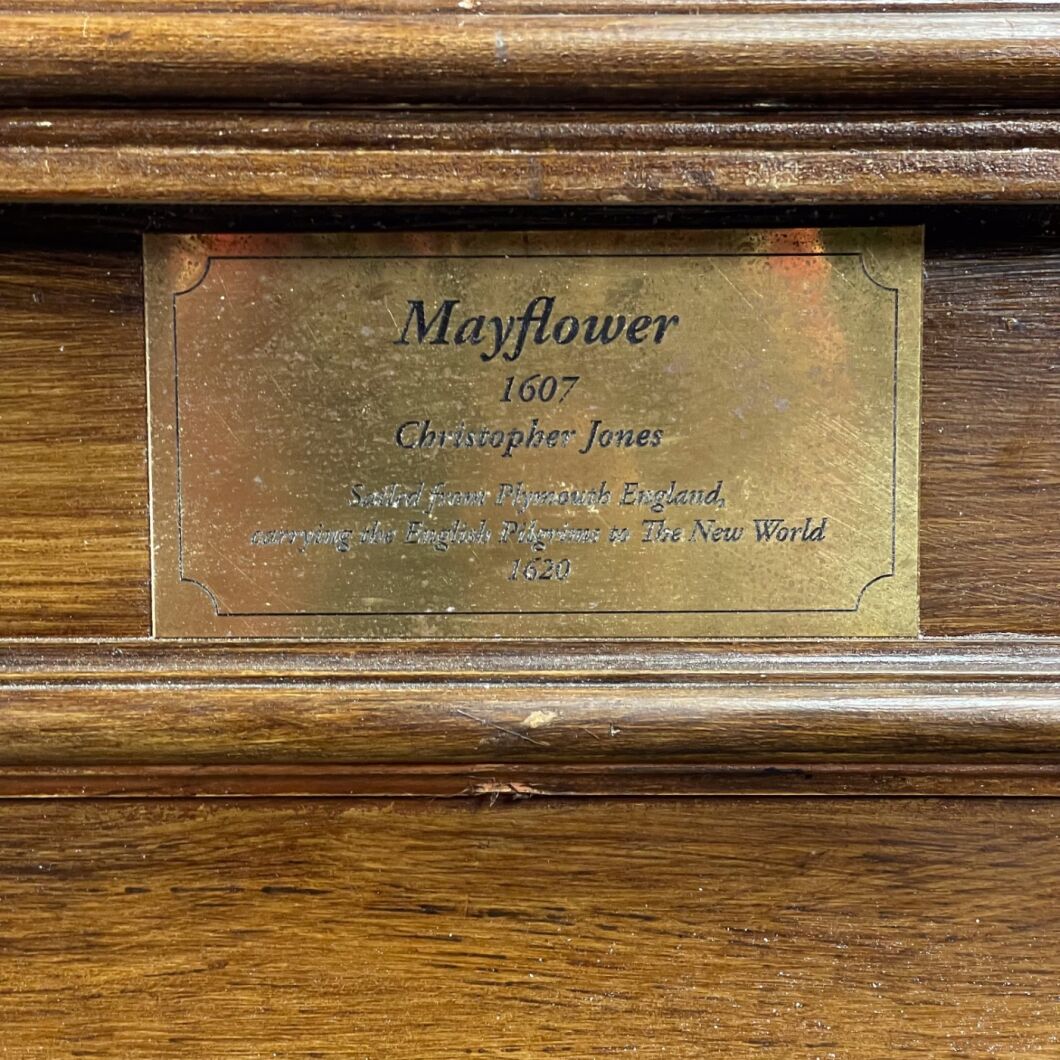 Mayflower
1607
Christopher Jones
Sailed from Plymouth England,
carrying the English Pilgrims to The New World
1620